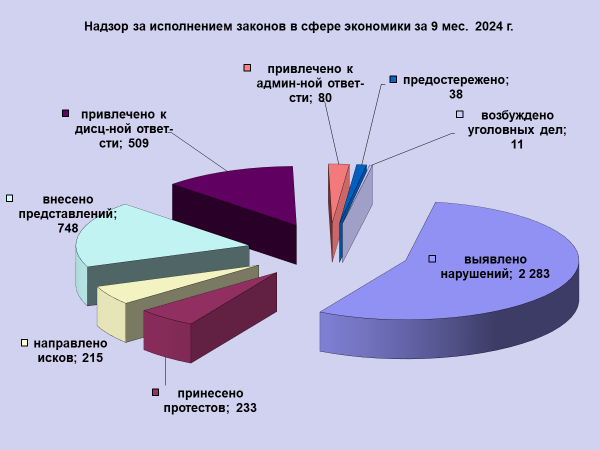 Надзор за исполнением законов в сфере экономики за 9 мес. 2024 г.
привлечено к
админ-ной ответ-
сти; 80
предостережено;
38
возбуждено
уголовных дел;
11
привлечено к
дисц-ной ответ-
сти; 509
внесено
представлений;
748
выявлено
нарушений; 2 283
направлено
исков; 215
принесено
протестов; 233